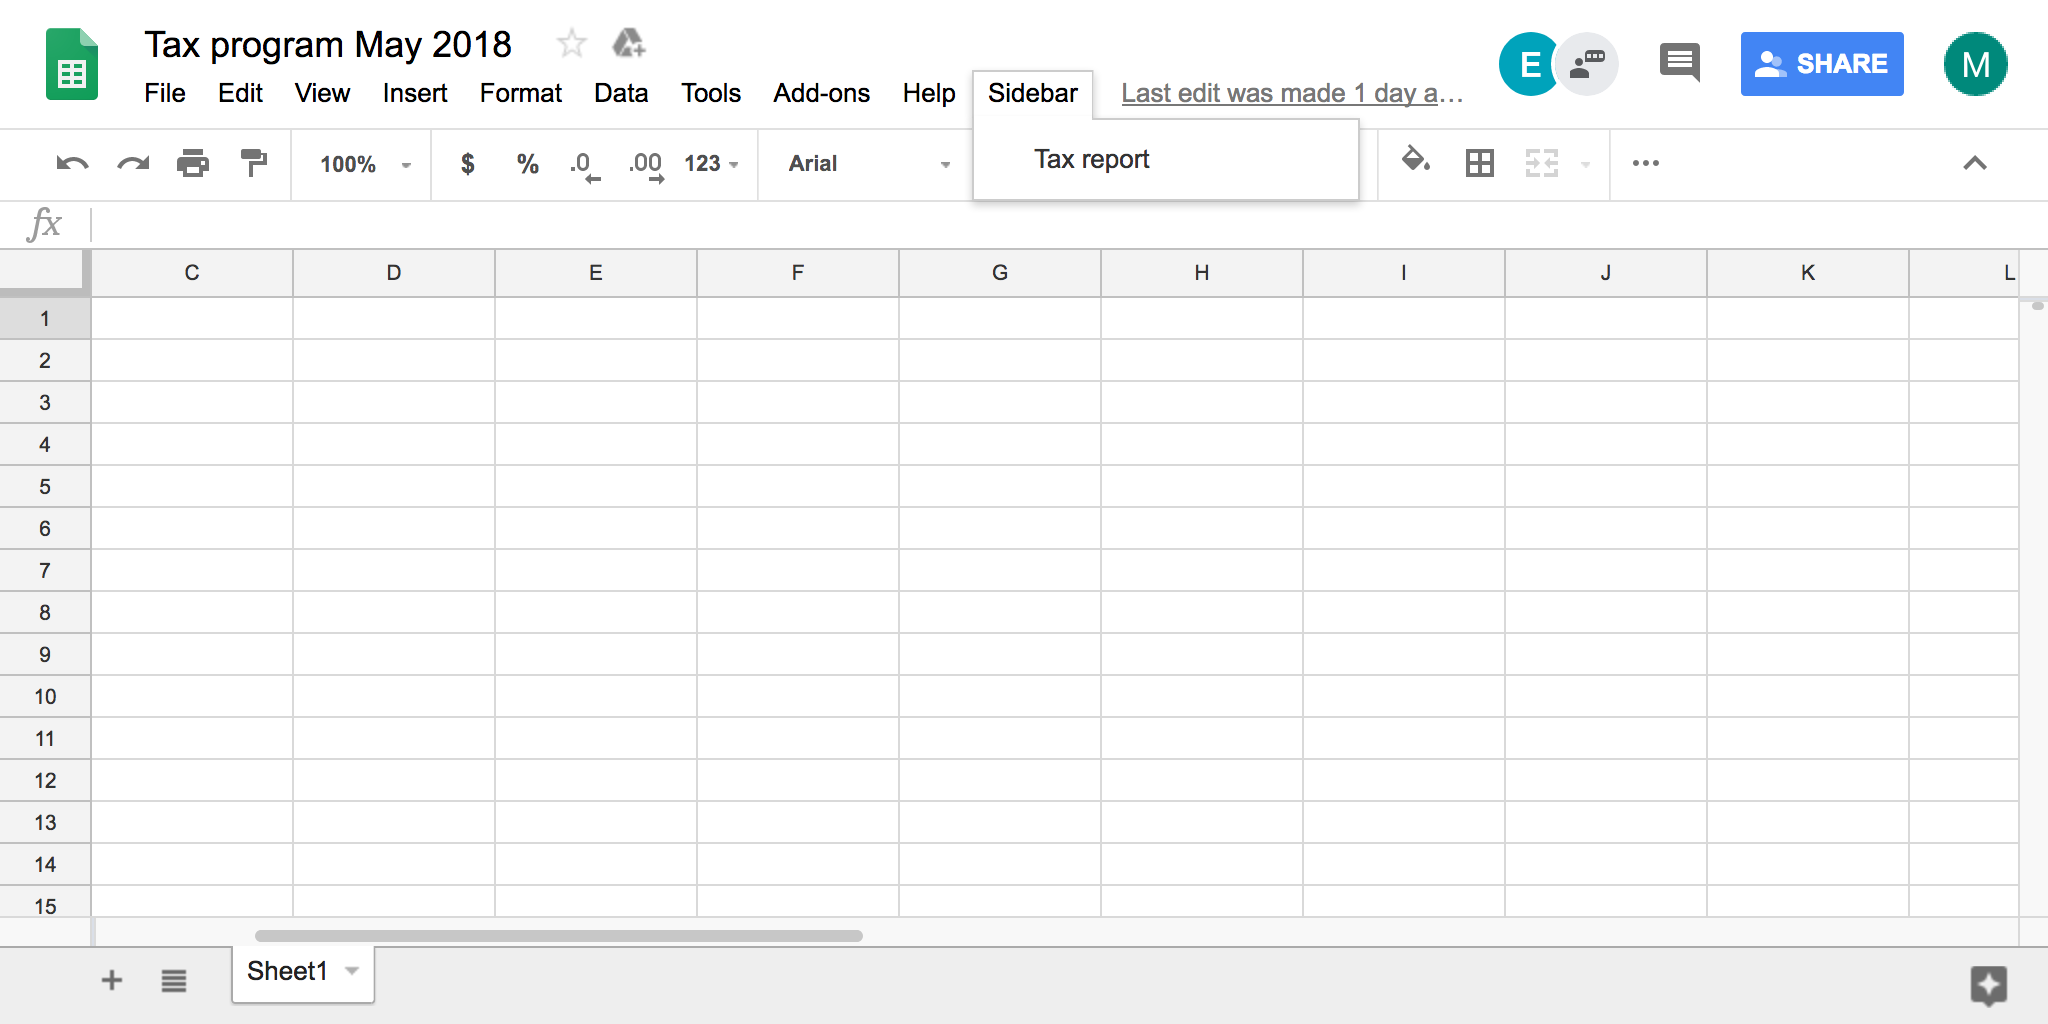 Tax program May 2018
File Edit View Insert Format Data Tools Add-ons Help Sidebar Last edit was made 1 day a...
E SHARE M
Tax report
100% $ % .0 .00 123 Arial
fx
C D E F G H I J K L
1
2
3
4
5
6
7
8
9
10
11
12
13
14
15
Sheet1